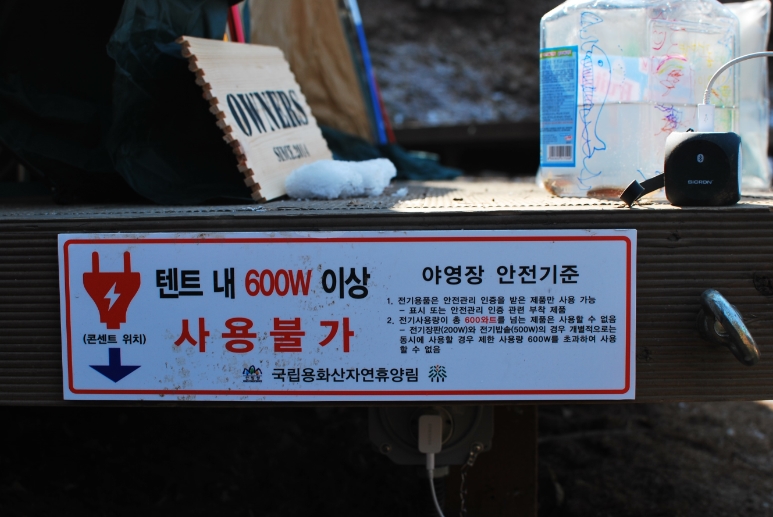 OWNERS
SINCE 2014
GIDRON
텐트 내 600W 이상
사용불가
(콘센트 위치)
국립용화산자연휴양림
야영장 안전기준
1. 전기용품은 안전관리 인증을 받은 제품만 사용 가능
- 표시 또는 안전관리 인증 관련 부착 제품
2. 전기사용량이 총 600와트를 넘는 제품은 사용할 수 없음
- 전기장판(200W)와 전기밥솥(500W)의 경우 개별적으로는
동시에 사용할 경우 제한 사용량 600W를 초과하여 사용
할 수 없음